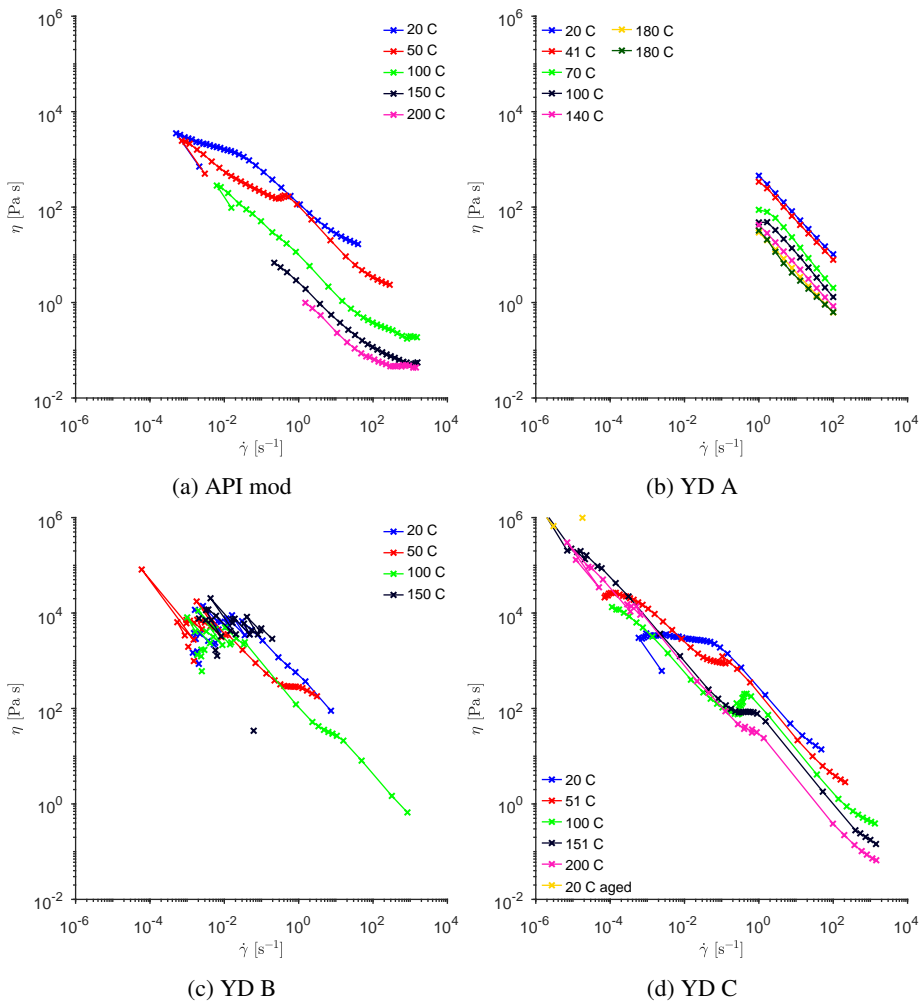 10^6
10^4
10^2
10^0
10^-2
η [Pa s]
20 C
50 C
100 C
150 C
200 C
10^-6 10^-4 10^-2 10^0 10^2 10^4
γ̇ [s^-1]
(a) API mod
10^6
10^4
10^2
10^0
10^-2
η [Pa s]
20 C 180 C
41 C 180 C
70 C
100 C
140 C
10^-6 10^-4 10^-2 10^0 10^2 10^4
γ̇ [s^-1]
(b) YD A
10^6
10^4
10^2
10^0
10^-2
η [Pa s]
20 C
50 C
100 C
150 C
10^-6 10^-4 10^-2 10^0 10^2 10^4
γ̇ [s^-1]
(c) YD B
10^6
10^4
10^2
10^0
10^-2
η [Pa s]
20 C
51 C
100 C
151 C
200 C
20 C aged
10^-6 10^-4 10^-2 10^0 10^2 10^4
γ̇ [s^-1]
(d) YD C